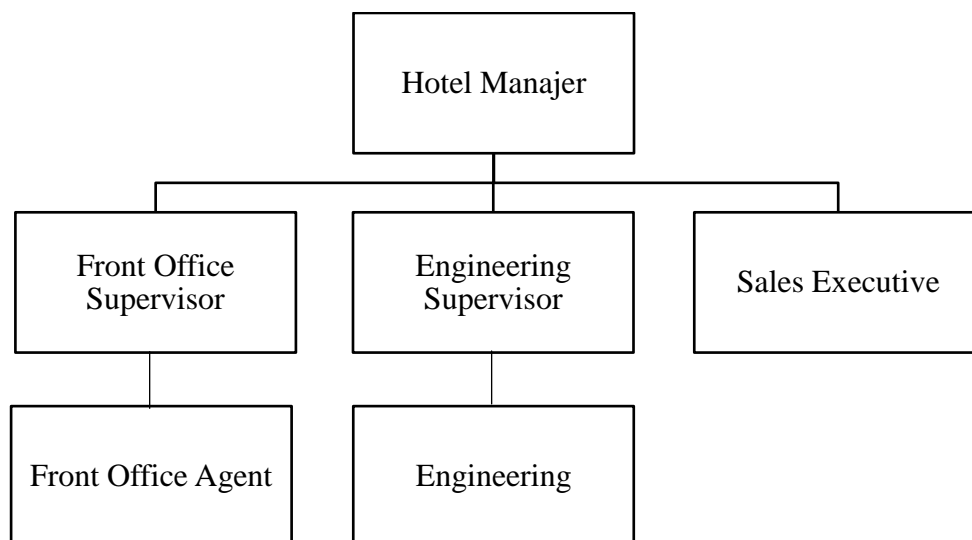 Hotel Manajer
Front Office
Supervisor
Engineering
Supervisor
Sales Executive
Front Office Agent
Engineering